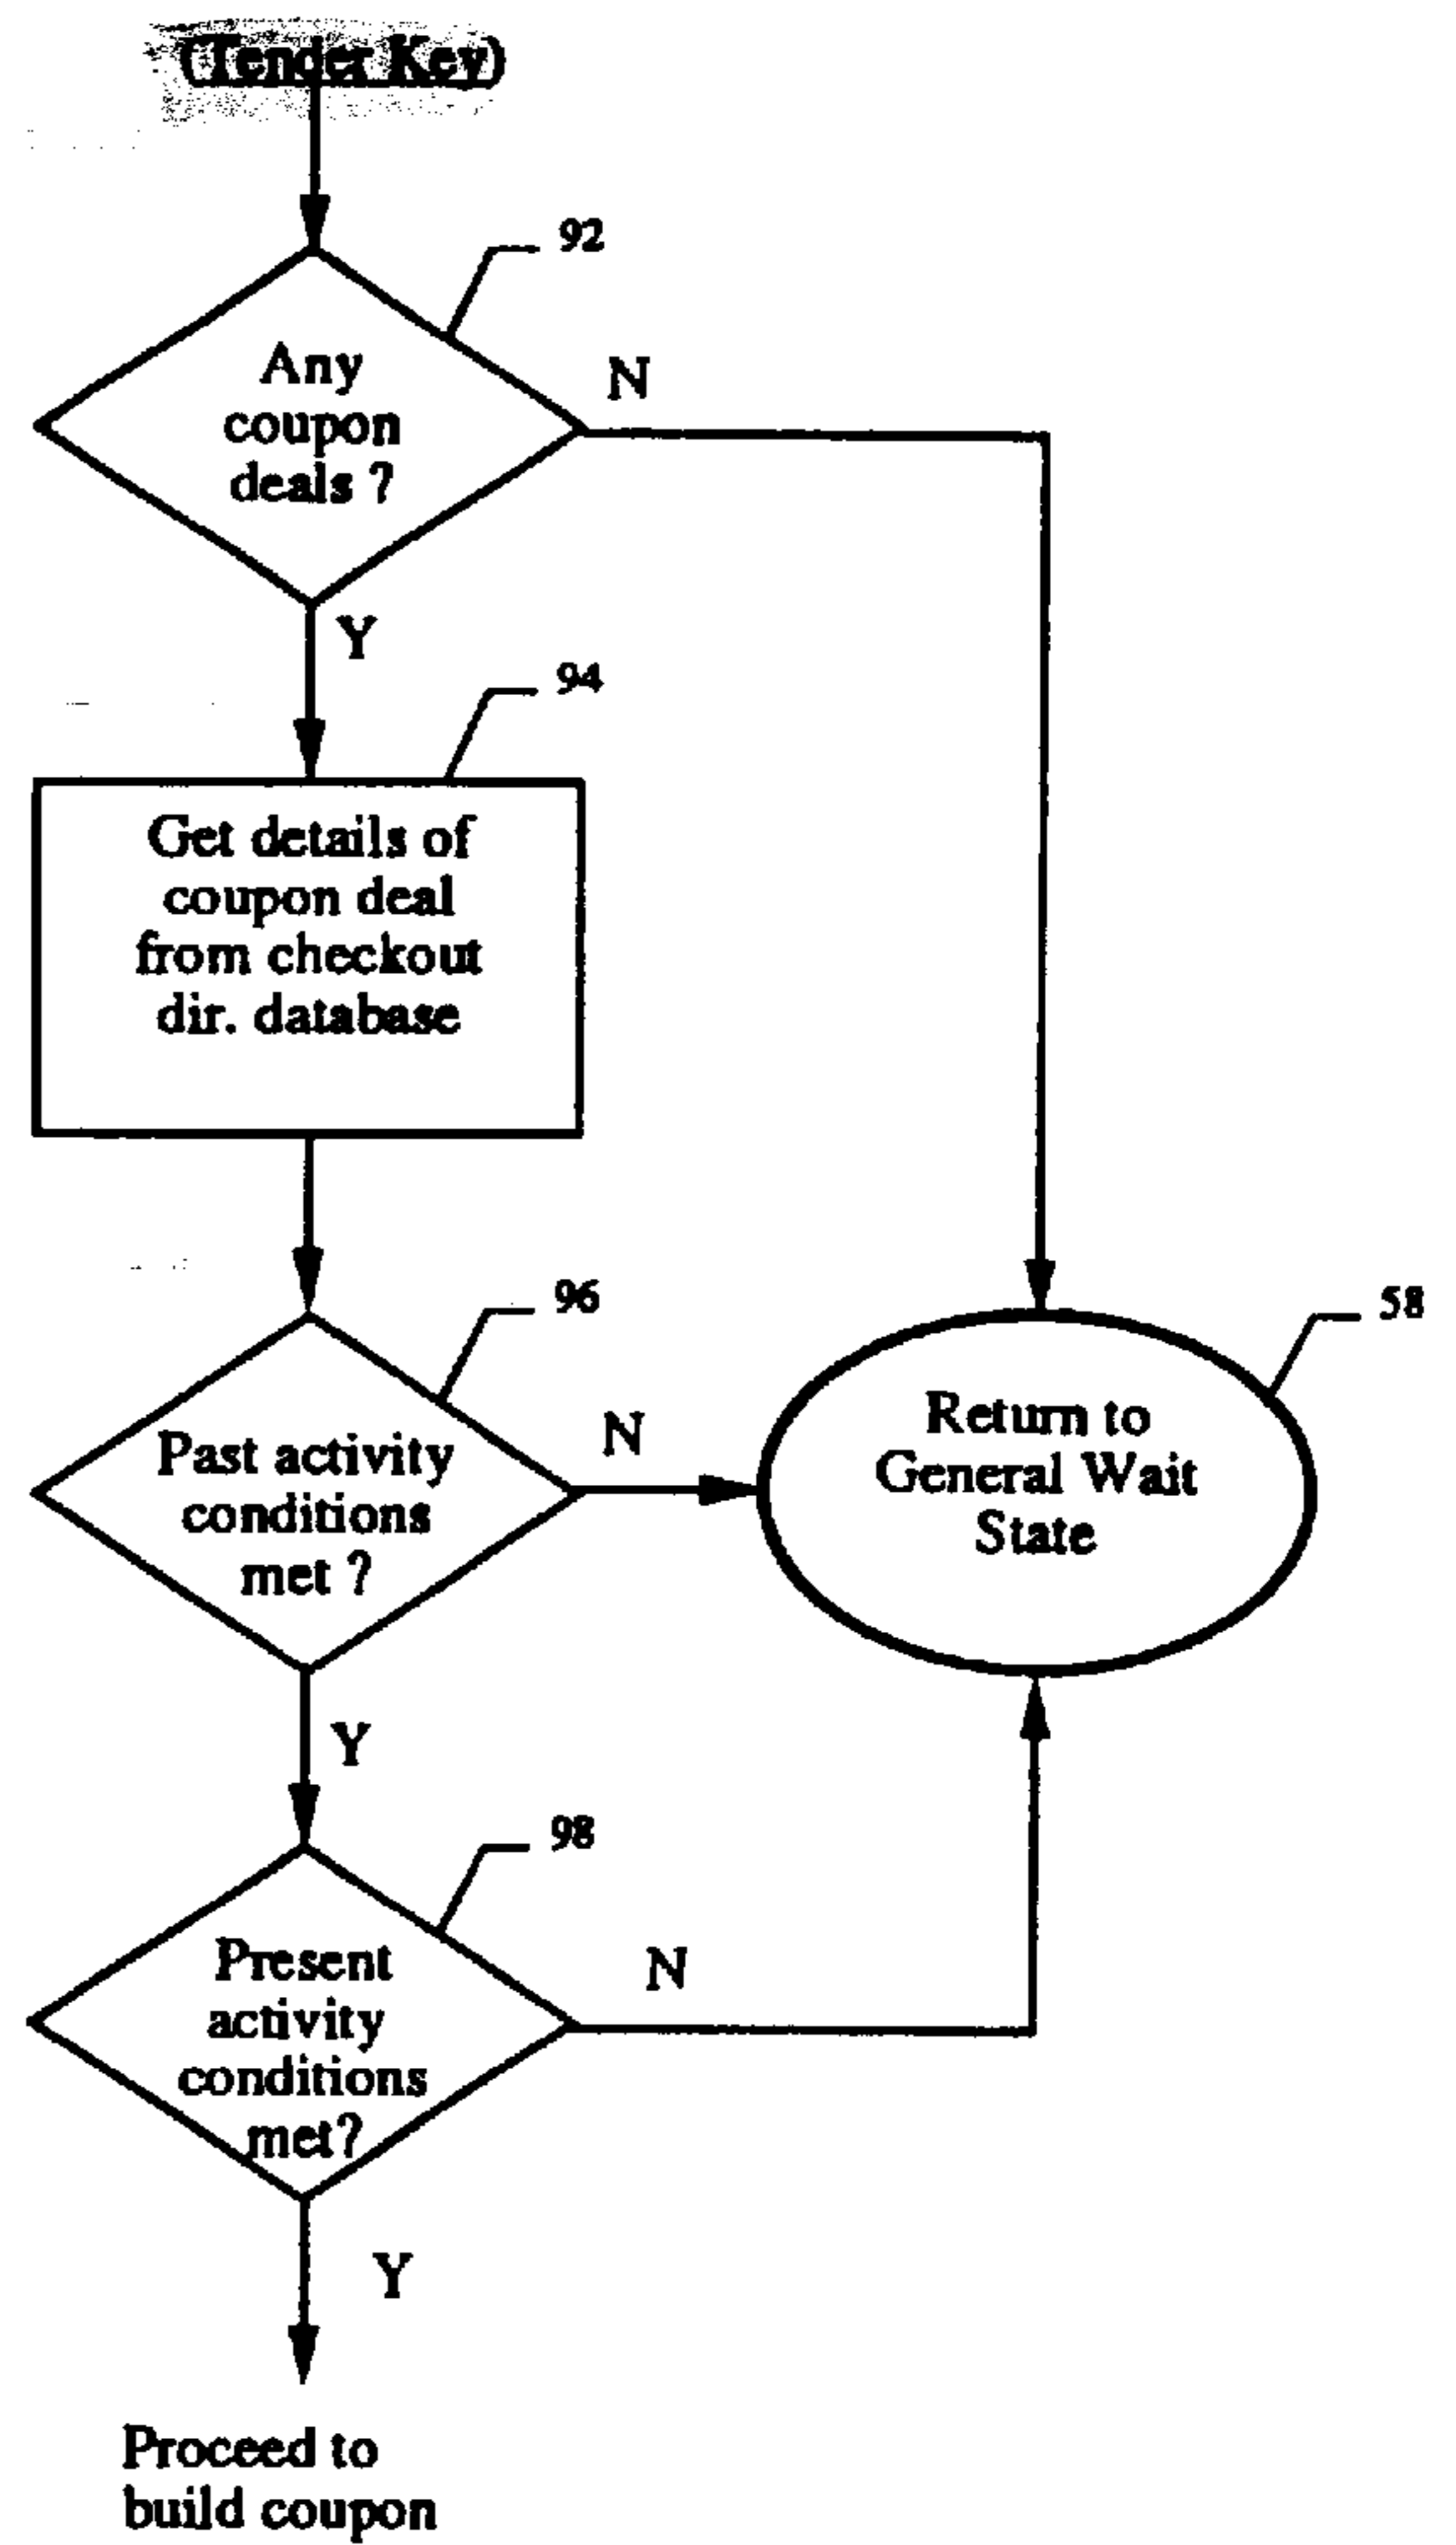 (Tender Key)
92
Any
coupon
deals ?
N
Y
94
Get details of
coupon deal
from checkout
dir. database
96
Past activity
conditions
met ?
N
58
Return to
General Wait
State
Y
98
Present
activity
conditions
met?
N
Y
Proceed to
build coupon